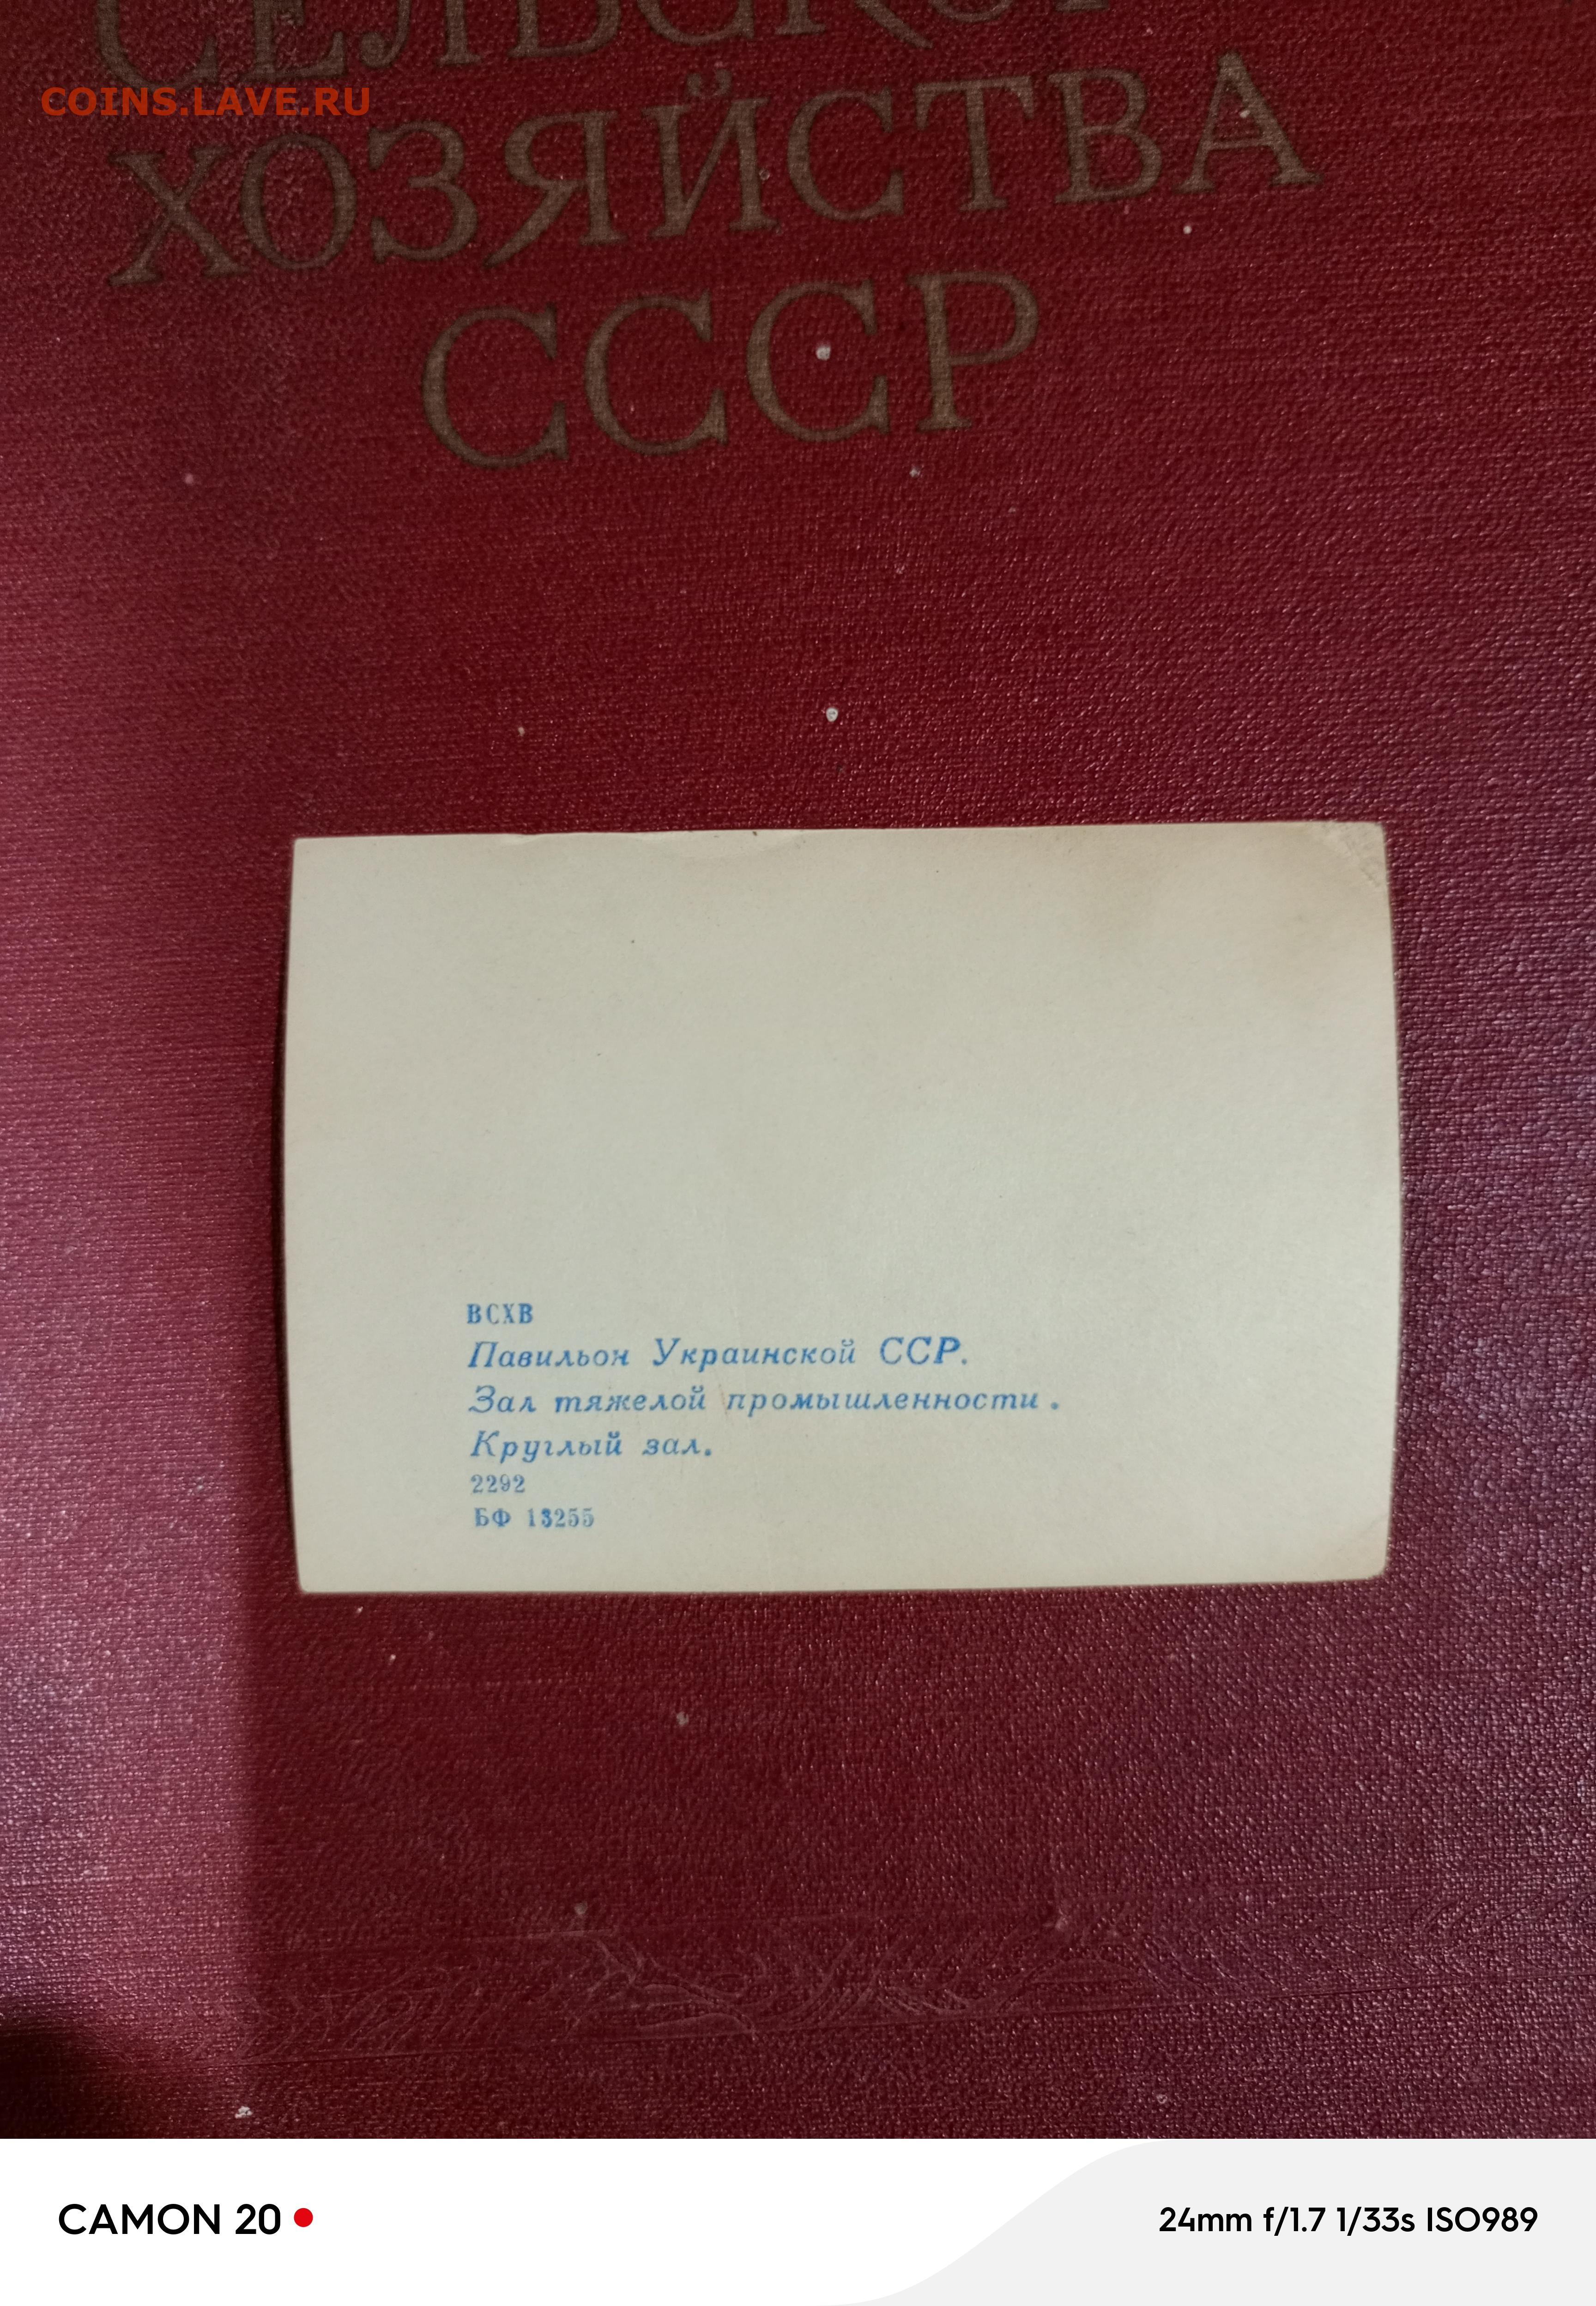 COINS.LAVE.RU
ХОЗЯЙСТВА
СССР
ВСХВ
Павильон Украинской ССР.
Зал тяжелой промышленности.
Круглый зал.
2292
БФ 13255
CAMON 20
24mm f/1.7 1/33s ISO989